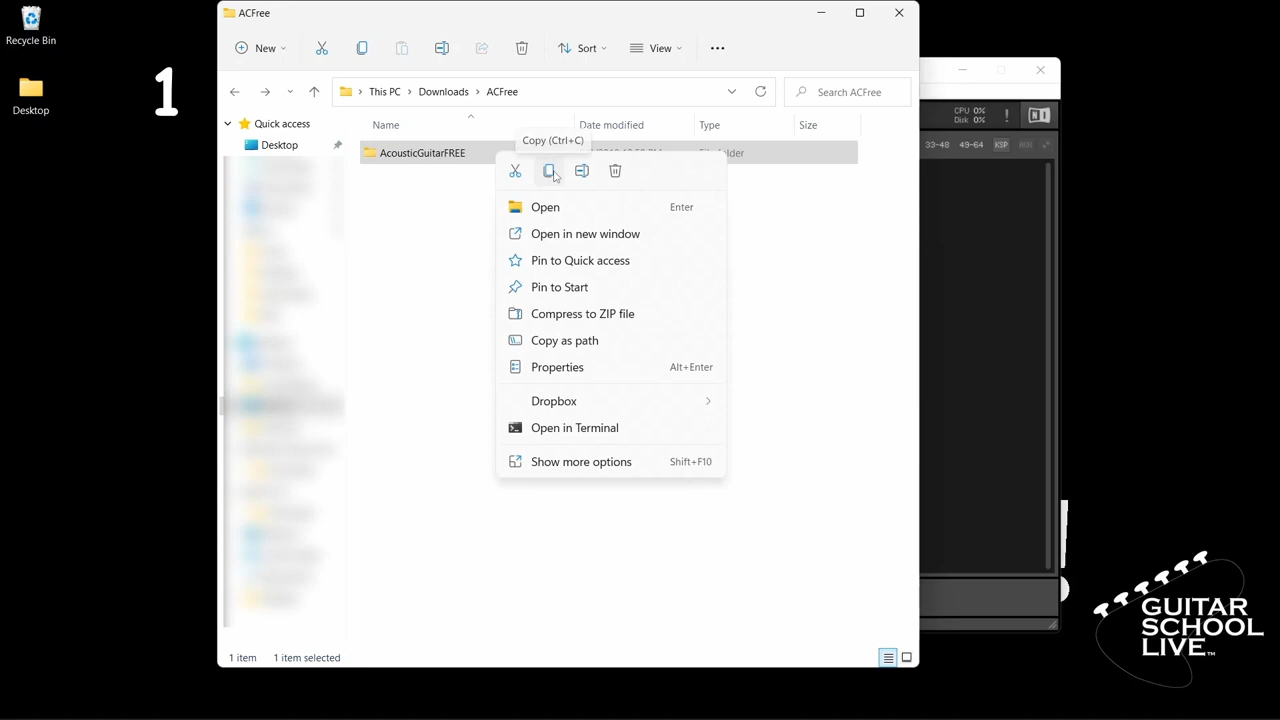 Recycle Bin
Desktop
1
ACFree
New
Sort
View
This PC
Downloads
ACFree
Search ACFree
Name
Date modified
Type
Size
Quick access
Desktop
AcousticGuitarFREE
Copy (Ctrl+C)
Open Enter
Open in new window
Pin to Quick access
Pin to Start
Compress to ZIP file
Copy as path
Properties Alt+Enter
Dropbox
Open in Terminal
Show more options Shift+F10
1 item
1 item selected
CPU 0%
Disk 0%
!
33-48 49-64 KSP
GUITAR
SCHOOL
LIVE™